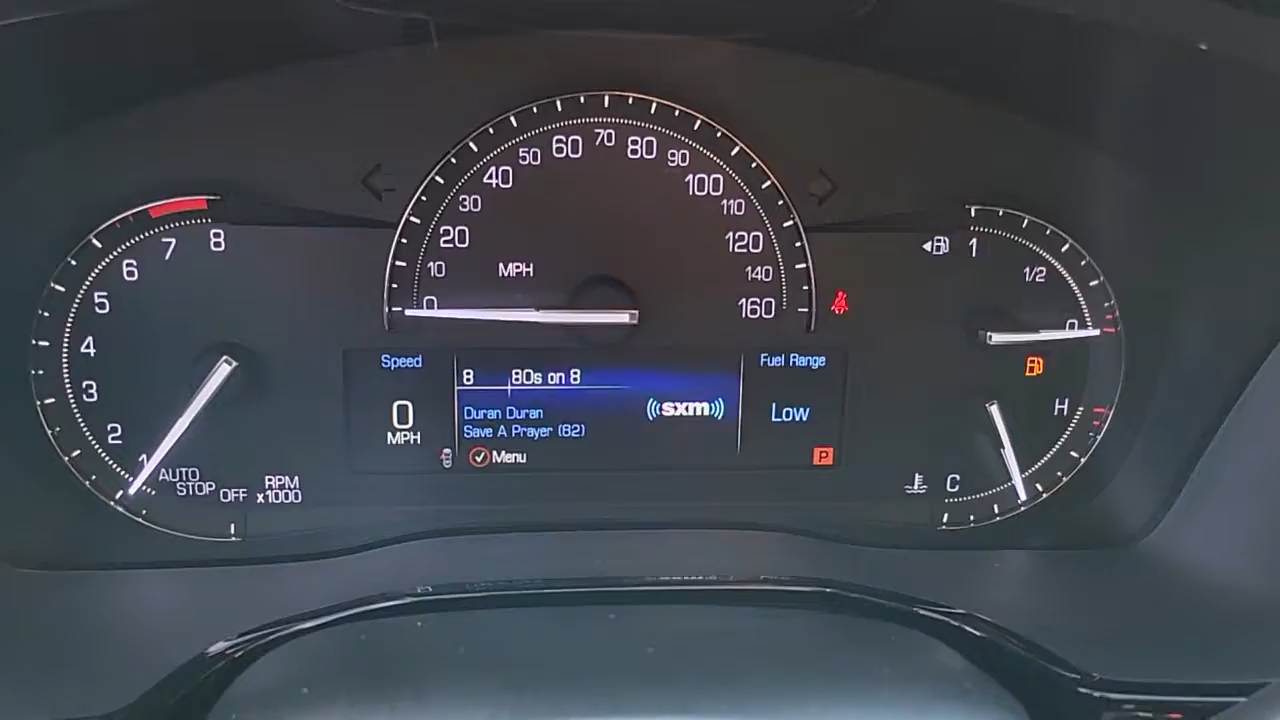 8
7
6
5
4
3
2
1
AUTO
STOP
OFF
RPM
x1000
0
10
20
30
40
50
60
70
80
90
100
110
120
140
160
MPH
1
1/2
0
H
C
Speed
0
MPH
8 80s on 8
Duran Duran
Save A Prayer (82)
sxm
Menu
Fuel Range
Low
P